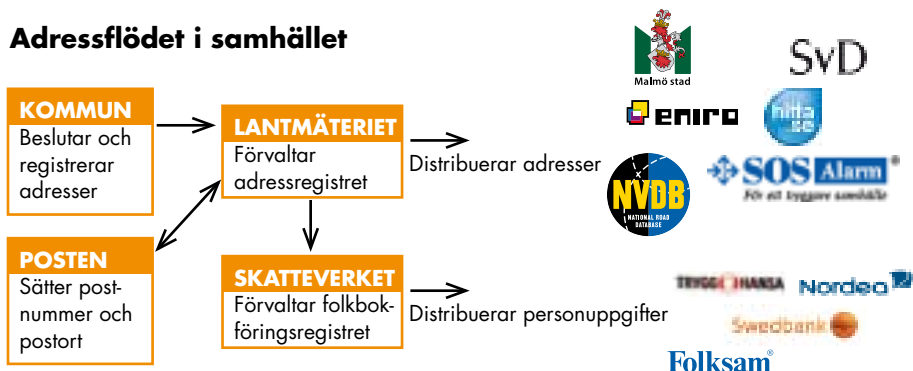 Adressflödet i samhället
KOMMUN
Beslutar och
registrerar
adresser
LANTMÄTERIET
Förvaltar
adressregistret
Distribuerar adresser
POSTEN
Sätter post-
nummer och
postort
SKATTEVERKET
Förvaltar folkbok-
föringsregistret
Distribuerar personuppgifter
Malmö stad
SvD
eniro
hitta
.se
NVDB
NATIONAL ROAD
DATABASE
SOS Alarm
För ett tryggare samhälle
TRYGG HANSA
Nordea
Swedbank
Folksam